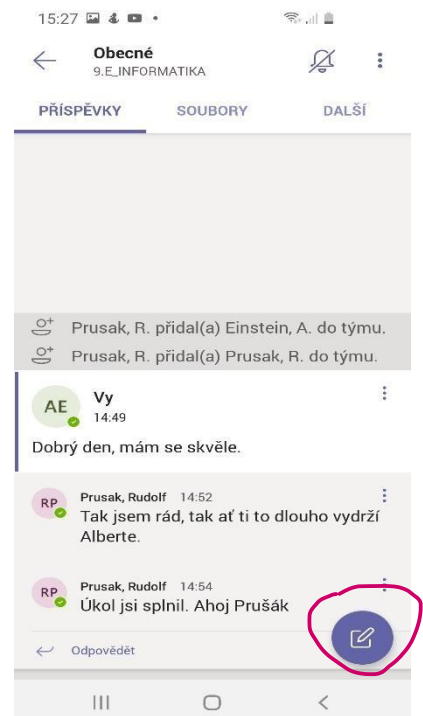 15:27
Obecné
9.E_INFORMATIKA
PŘÍSPĚVKY SOUBORY DALŠÍ
Prusak, R. přidal(a) Einstein, A. do týmu.
Prusak, R. přidal(a) Prusak, R. do týmu.
AE Vy
14:49
Dobrý den, mám se skvěle.
RP Prusak, Rudolf 14:52
Tak jsem rád, tak ať ti to dlouho vydrží
Alberte.
RP Prusak, Rudolf 14:54
Úkol jsi splnil. Ahoj Prušák
Odpovědět